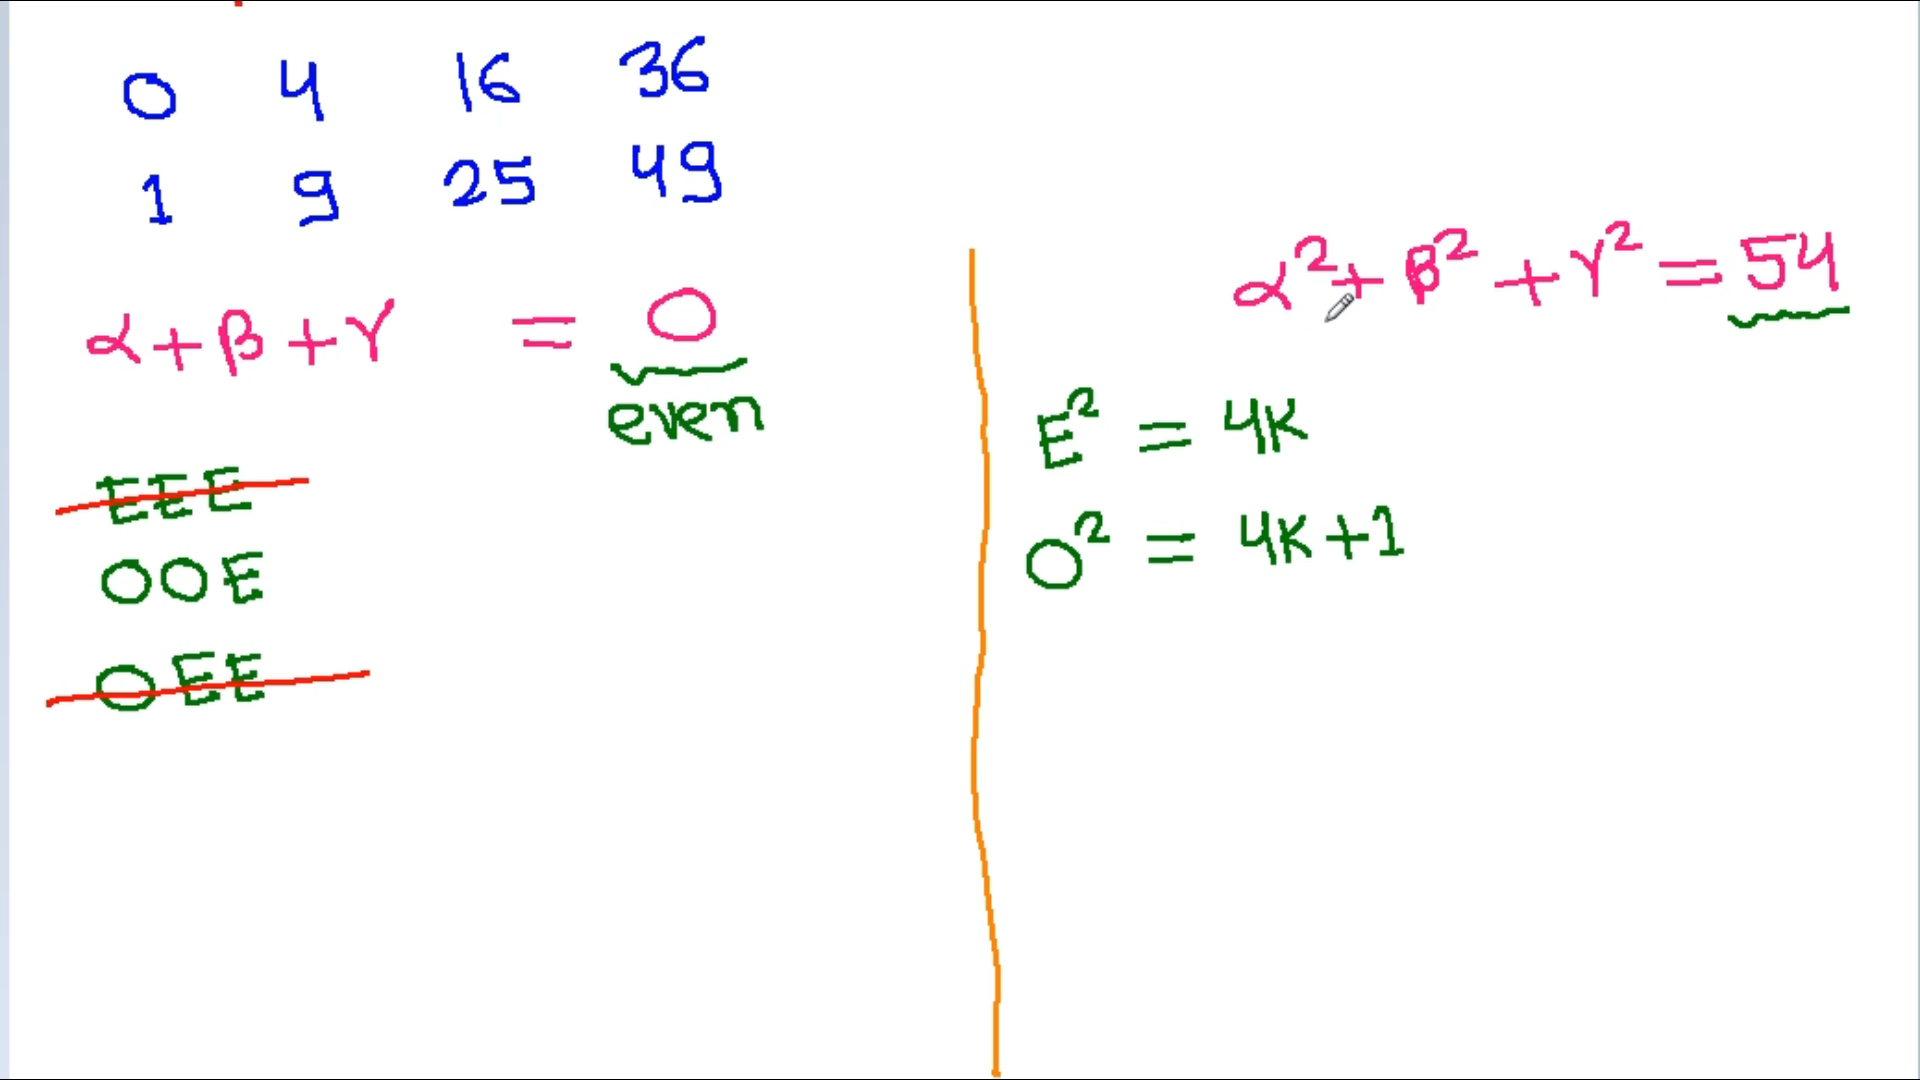 0 4 16 36
1 9 25 49
α + β + γ = 0
even
EEE
OOE
OEE
α² + β² + γ² = 54
E² = 4K
O² = 4K + 1